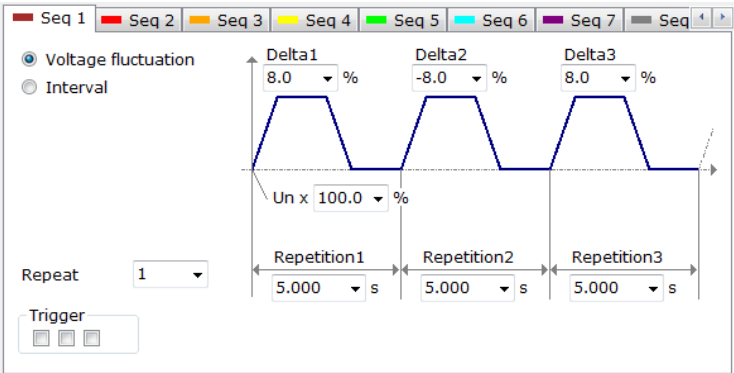 Seq 1 Seq 2 Seq 3 Seq 4 Seq 5 Seq 6 Seq 7 Seq
Voltage fluctuation
Interval
Delta1 Delta2 Delta3
8.0 % -8.0 % 8.0 %
Un x 100.0 %
Repetition1 Repetition2 Repetition3
Repeat 1
5.000 s 5.000 s 5.000 s
Trigger